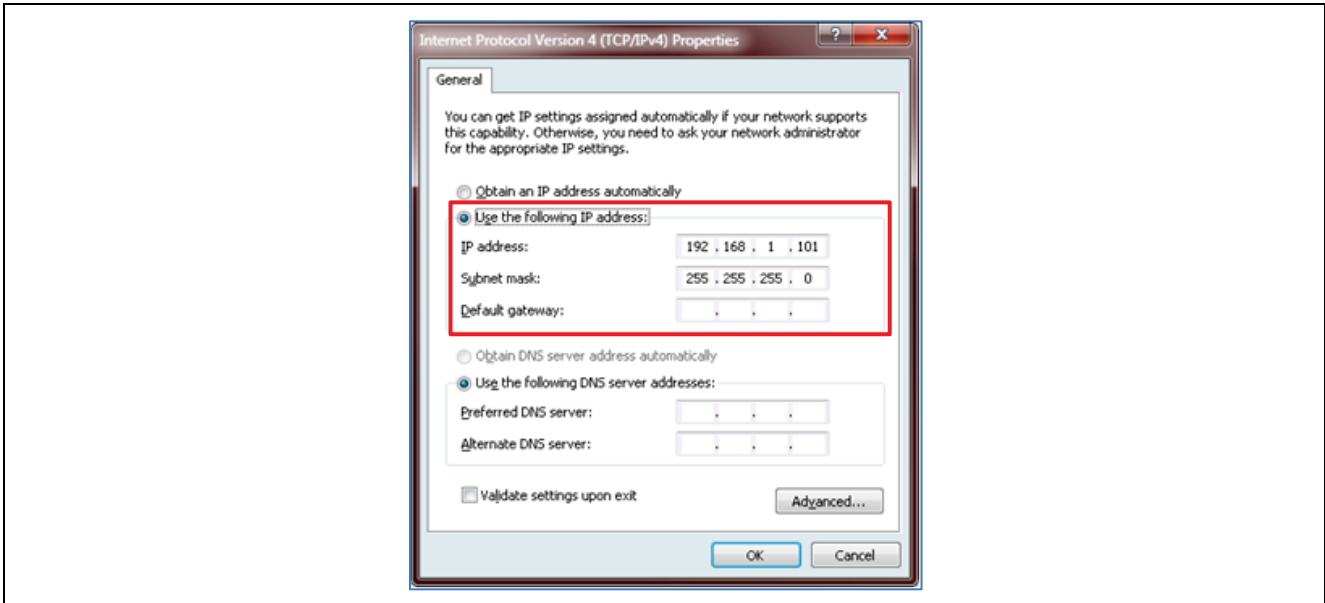 Internet Protocol Version 4 (TCP/IPv4) Properties
General
You can get IP settings assigned automatically if your network supports
this capability. Otherwise, you need to ask your network administrator
for the appropriate IP settings.
Obtain an IP address automatically
Use the following IP address:
IP address: 192 . 168 . 1 . 101
Subnet mask: 255 . 255 . 255 . 0
Default gateway: . . .
Obtain DNS server address automatically
Use the following DNS server addresses:
Preferred DNS server: . . .
Alternate DNS server: . . .
Validate settings upon exit
Advanced...
OK Cancel